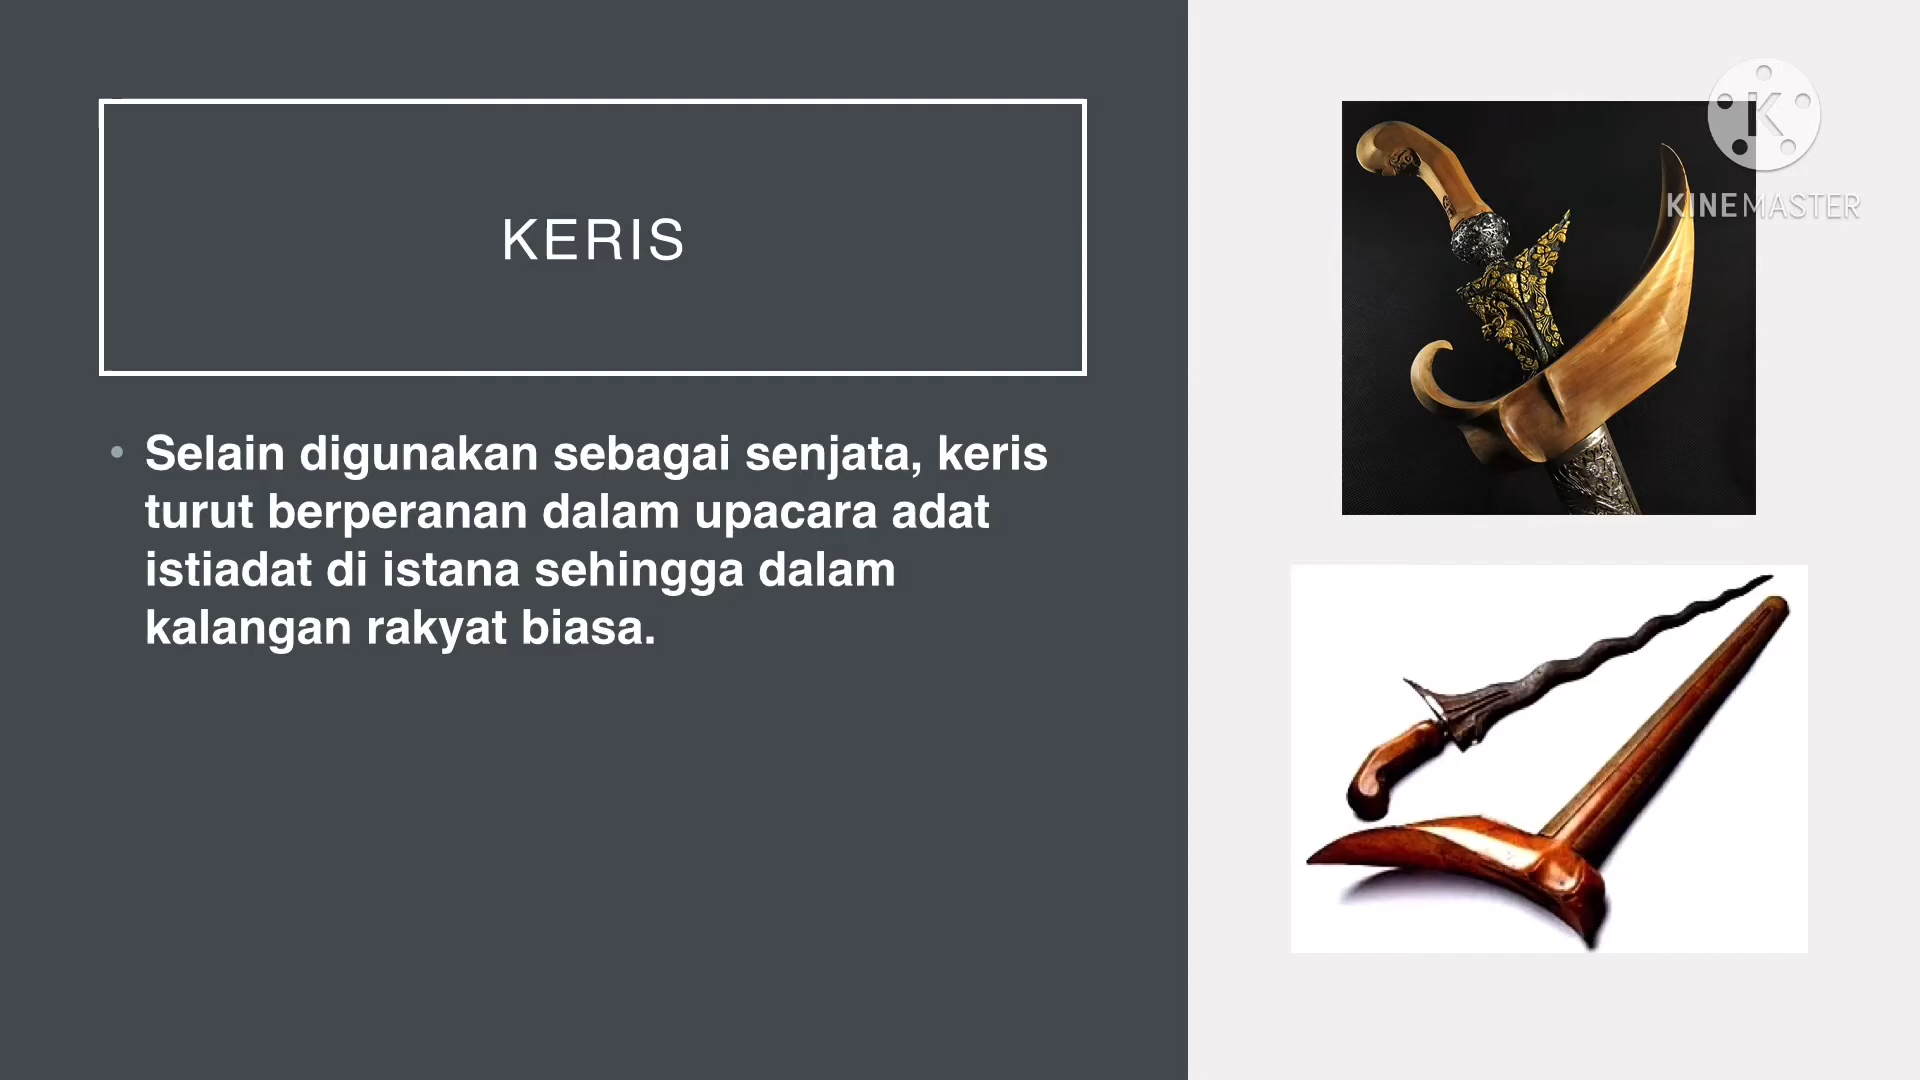 KERIS
Selain digunakan sebagai senjata, keris
turut berperanan dalam upacara adat
istiadat di istana sehingga dalam
kalangan rakyat biasa.
K
KINEMASTER